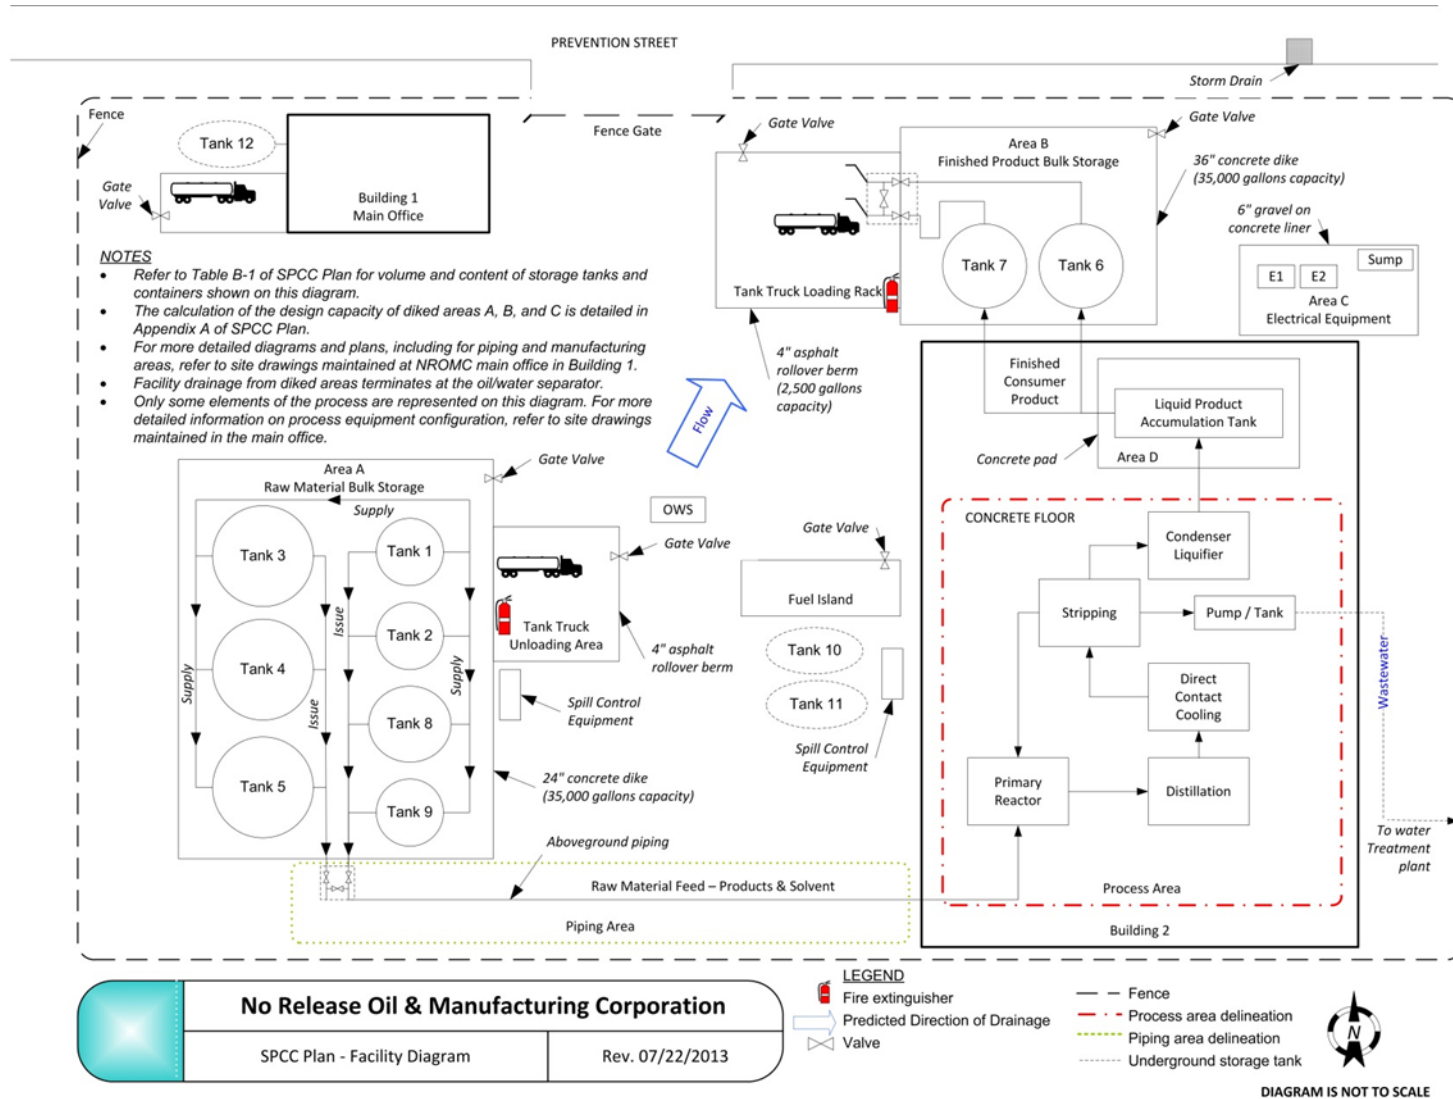 PREVENTION STREET
Storm Drain
Fence
Tank 12
Fence Gate
Gate Valve
Gate Valve
Area B
Finished Product Bulk Storage
36" concrete dike
(35,000 gallons capacity)
Gate
Valve
Building 1
Main Office
6" gravel on
concrete liner
Sump
E1
E2
Area C
Electrical Equipment
Tank 7
Tank 6
Tank Truck Loading Rack
NOTES
• Refer to Table B-1 of SPCC Plan for volume and content of storage tanks and
containers shown on this diagram.
• The calculation of the design capacity of diked areas A, B, and C is detailed in
Appendix A of SPCC Plan.
• For more detailed diagrams and plans, including for piping and manufacturing
areas, refer to site drawings maintained at NROMC main office in Building 1.
• Facility drainage from diked areas terminates at the oil/water separator.
• Only some elements of the process are represented on this diagram. For more
detailed information on process equipment configuration, refer to site drawings
maintained in the main office.
4" asphalt
rollover berm
(2,500 gallons
capacity)
Flow
Finished
Consumer
Product
Liquid Product
Accumulation Tank
Concrete pad
Area D
Area A
Raw Material Bulk Storage
Supply
Gate Valve
OWS
Gate Valve
Gate Valve
CONCRETE FLOOR
Condenser
Liquifier
Tank 3
Tank 1
Issue
Tank 2
Tank Truck
Unloading Area
4" asphalt
rollover berm
Fuel Island
Stripping
Pump / Tank
Tank 4
Supply
Issue
Supply
Tank 10
Tank 11
Spill Control
Equipment
Spill Control
Equipment
Direct
Contact
Cooling
Wastewater
Tank 8
Tank 5
Tank 9
24" concrete dike
(35,000 gallons capacity)
Primary
Reactor
Distillation
Aboveground piping
To water
Treatment
plant
Raw Material Feed – Products & Solvent
Piping Area
Process Area
Building 2
No Release Oil & Manufacturing Corporation
SPCC Plan - Facility Diagram
Rev. 07/22/2013
LEGEND
Fire extinguisher
Predicted Direction of Drainage
Valve
Fence
Process area delineation
Piping area delineation
Underground storage tank
N
DIAGRAM IS NOT TO SCALE